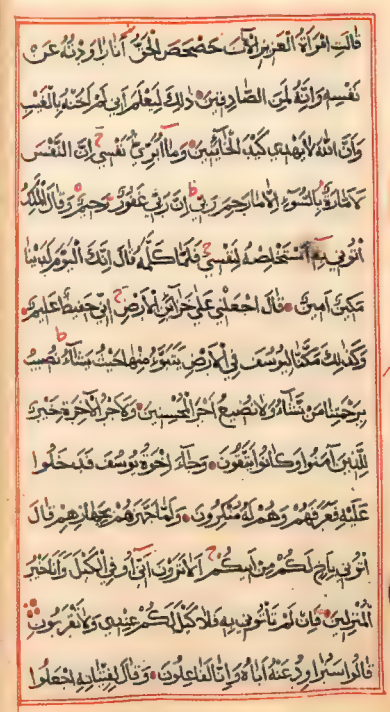 قَالَتِ امْرَأَةُ الْعَزِيزِ الْآنَ حَصْحَصَ الْحَقُّ أَنَا رَاوَدْتُهُ عَنْ
نَفْسِهِ وَإِنَّهُ لَمِنَ الصَّادِقِينَ ذَلِكَ لِيَعْلَمَ أَنِّي لَمْ أَخُنْهُ بِالْغَيْبِ
وَأَنَّ اللَّهَ لَا يَهْدِي كَيْدَ الْخَائِنِينَ وَمَا أُبَرِّئُ نَفْسِي إِنَّ النَّفْسَ
لَأَمَّارَةٌ بِالسُّوءِ إِلَّا مَا رَحِمَ رَبِّي إِنَّ رَبِّي غَفُورٌ رَحِيمٌ وَقَالَ الْمَلِكُ
ائْتُونِي بِهِ أَسْتَخْلِصْهُ لِنَفْسِي فَلَمَّا كَلَّمَهُ قَالَ إِنَّكَ الْيَوْمَ لَدَيْنَا
مَكِينٌ أَمِينٌ قَالَ اجْعَلْنِي عَلَى خَزَائِنِ الْأَرْضِ إِنِّي حَفِيظٌ عَلِيمٌ
وَكَذَلِكَ مَكَّنَّا لِيُوسُفَ فِي الْأَرْضِ يَتَبَوَّءُ مِنْهَا حَيْثُ يَشَاءُ نُصِيبُ
بِرَحْمَتِنَا مَنْ نَشَاءُ وَلَا نُضِيعُ أَجْرَ الْمُحْسِنِينَ وَلَأَجْرُ الْآخِرَةِ خَيْرٌ
لِلَّذِينَ آمَنُوا وَكَانُوا يَتَّقُونَ وَجَاءَ إِخْوَةُ يُوسُفَ فَدَخَلُوا
عَلَيْهِ فَعَرَفَهُمْ وَهُمْ لَهُ مُنْكِرُونَ وَلَمَّا جَهَّزَهُمْ بِجَهَازِهِمْ قَالَ
ائْتُونِي بِأَخٍ لَكُمْ مِنْ أَبِيكُمْ أَلَا تَرَوْنَ أَنِّي أُوفِي الْكَيْلَ وَأَنَا خَيْرُ
الْمُنْزِلِينَ فَإِنْ لَمْ تَأْتُونِي بِهِ فَلَا كَيْلَ لَكُمْ عِنْدِي وَلَا تَقْرَبُونِ
قَالُوا سَنُرَاوِدُ عَنْهُ أَبَاهُ وَإِنَّا لَفَاعِلُونَ وَقَالَ لِفِتْيَانِهِ اجْعَلُوا